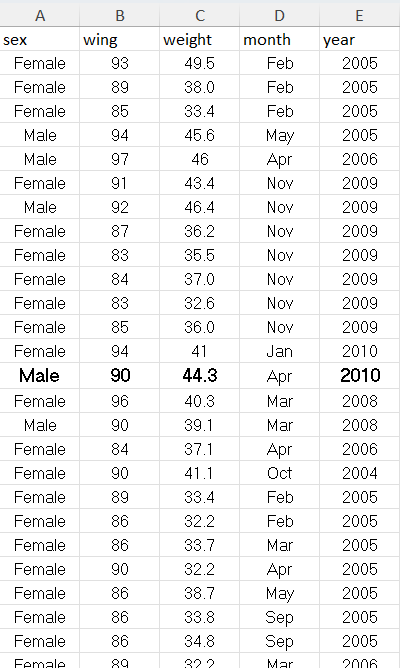 A B C D E
sex wing weight month year
Female 93 49.5 Feb 2005
Female 89 38.0 Feb 2005
Female 85 33.4 Feb 2005
Male 94 45.6 May 2005
Male 97 46 Apr 2006
Female 91 43.4 Nov 2009
Male 92 46.4 Nov 2009
Female 87 36.2 Nov 2009
Female 83 35.5 Nov 2009
Female 84 37.0 Nov 2009
Female 83 32.6 Nov 2009
Female 85 36.0 Nov 2009
Female 94 41 Jan 2010
Male 90 44.3 Apr 2010
Female 96 40.3 Mar 2008
Male 90 39.1 Mar 2008
Female 84 37.1 Apr 2006
Female 90 41.1 Oct 2004
Female 89 33.4 Feb 2005
Female 86 32.2 Feb 2005
Female 86 33.7 Mar 2005
Female 90 32.2 Apr 2005
Female 86 38.7 May 2005
Female 86 33.8 Sep 2005
Female 86 34.8 Sep 2005
Female 89 32.2 Mar 2006